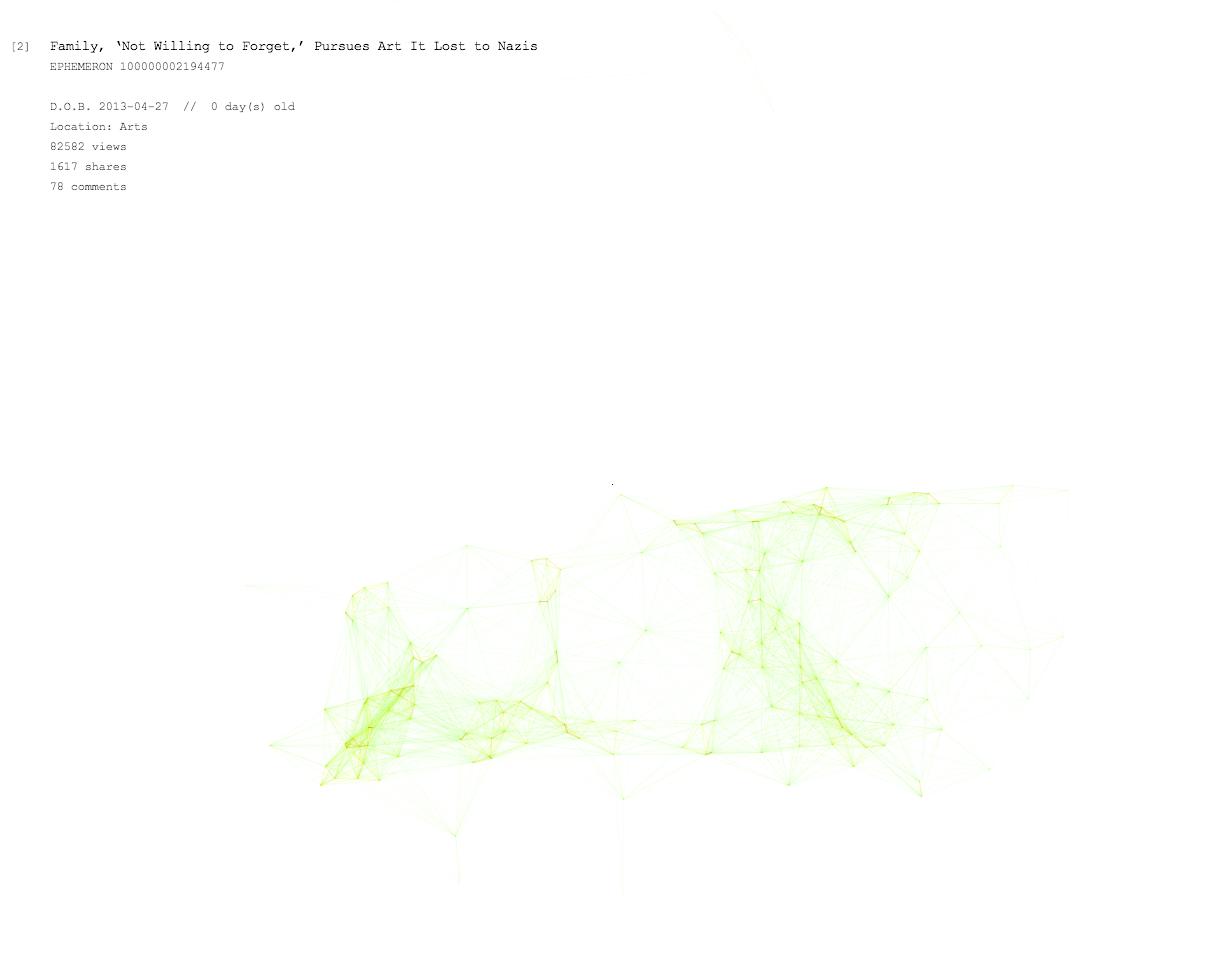 [2] Family, ‘Not Willing to Forget,’ Pursues Art It Lost to Nazis
EPHEMERON 100000002194477
D.O.B. 2013-04-27 // 0 day(s) old
Location: Arts
82582 views
1617 shares
78 comments